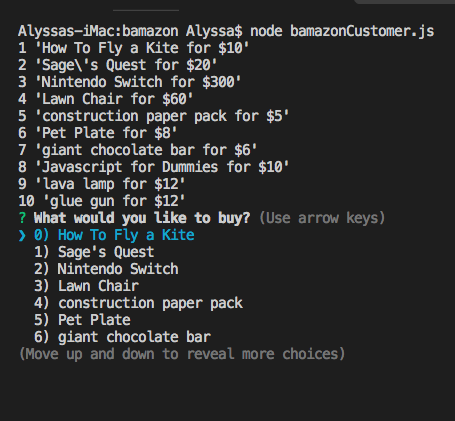 Alyssas-iMac:bamazon Alyssa$ node bamazonCustomer.js
1 'How To Fly a Kite for $10'
2 'Sage\'s Quest for $20'
3 'Nintendo Switch for $300'
4 'Lawn Chair for $60'
5 'construction paper pack for $5'
6 'Pet Plate for $8'
7 'giant chocolate bar for $6'
8 'Javascript for Dummies for $10'
9 'lava lamp for $12'
10 'glue gun for $12'
? What would you like to buy? (Use arrow keys)
❯ 0) How To Fly a Kite
1) Sage's Quest
2) Nintendo Switch
3) Lawn Chair
4) construction paper pack
5) Pet Plate
6) giant chocolate bar
(Move up and down to reveal more choices)